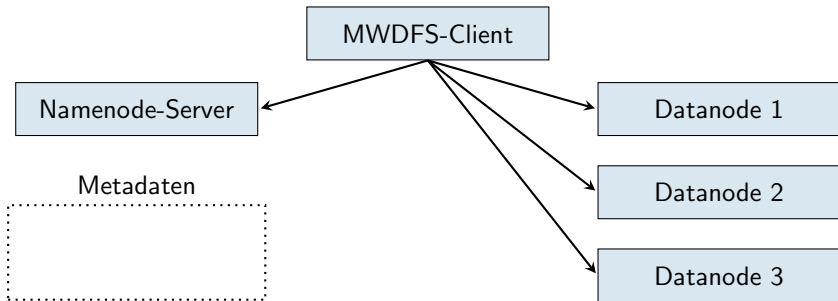 MWDFS-Client
Namenode-Server
Datanode 1
Metadaten
Datanode 2
Datanode 3